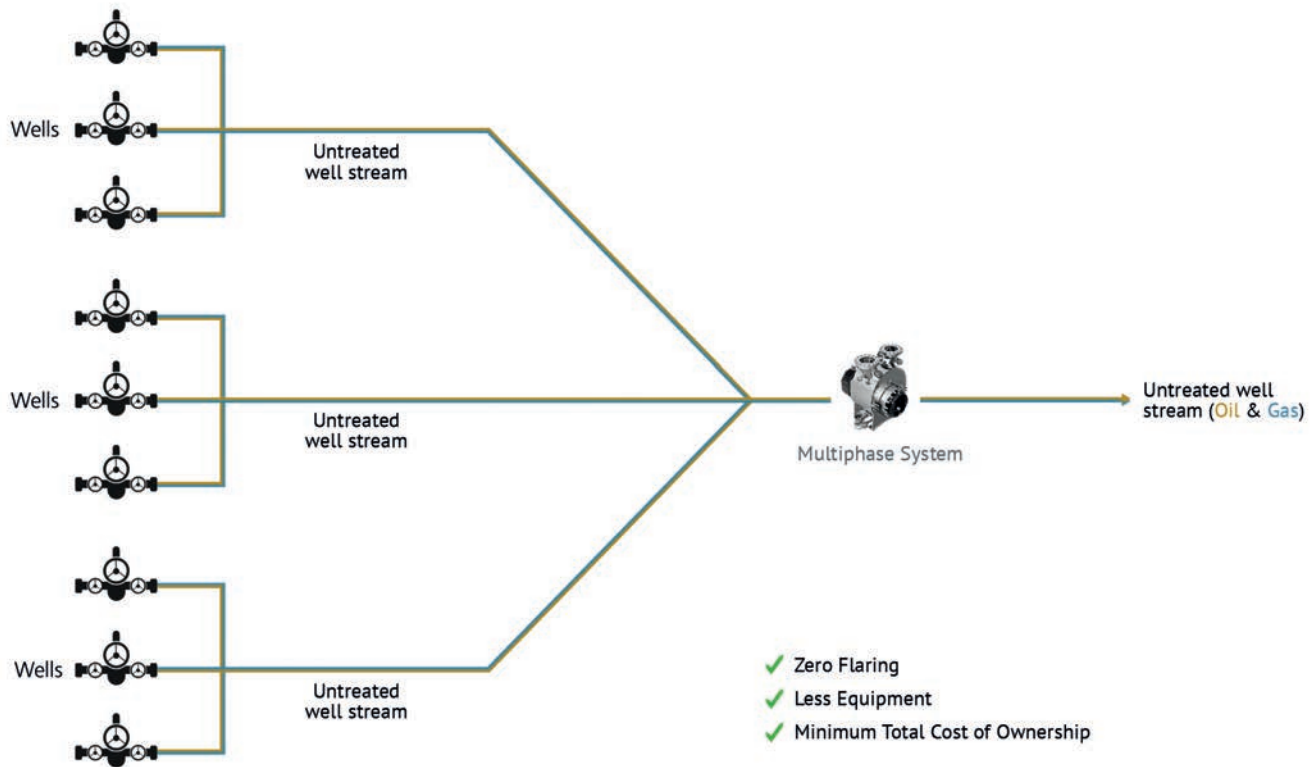 Wells
Untreated
well stream
Wells
Untreated
well stream
Multiphase System
Untreated well
stream (Oil & Gas)
Wells
Untreated
well stream
Zero Flaring
Less Equipment
Minimum Total Cost of Ownership